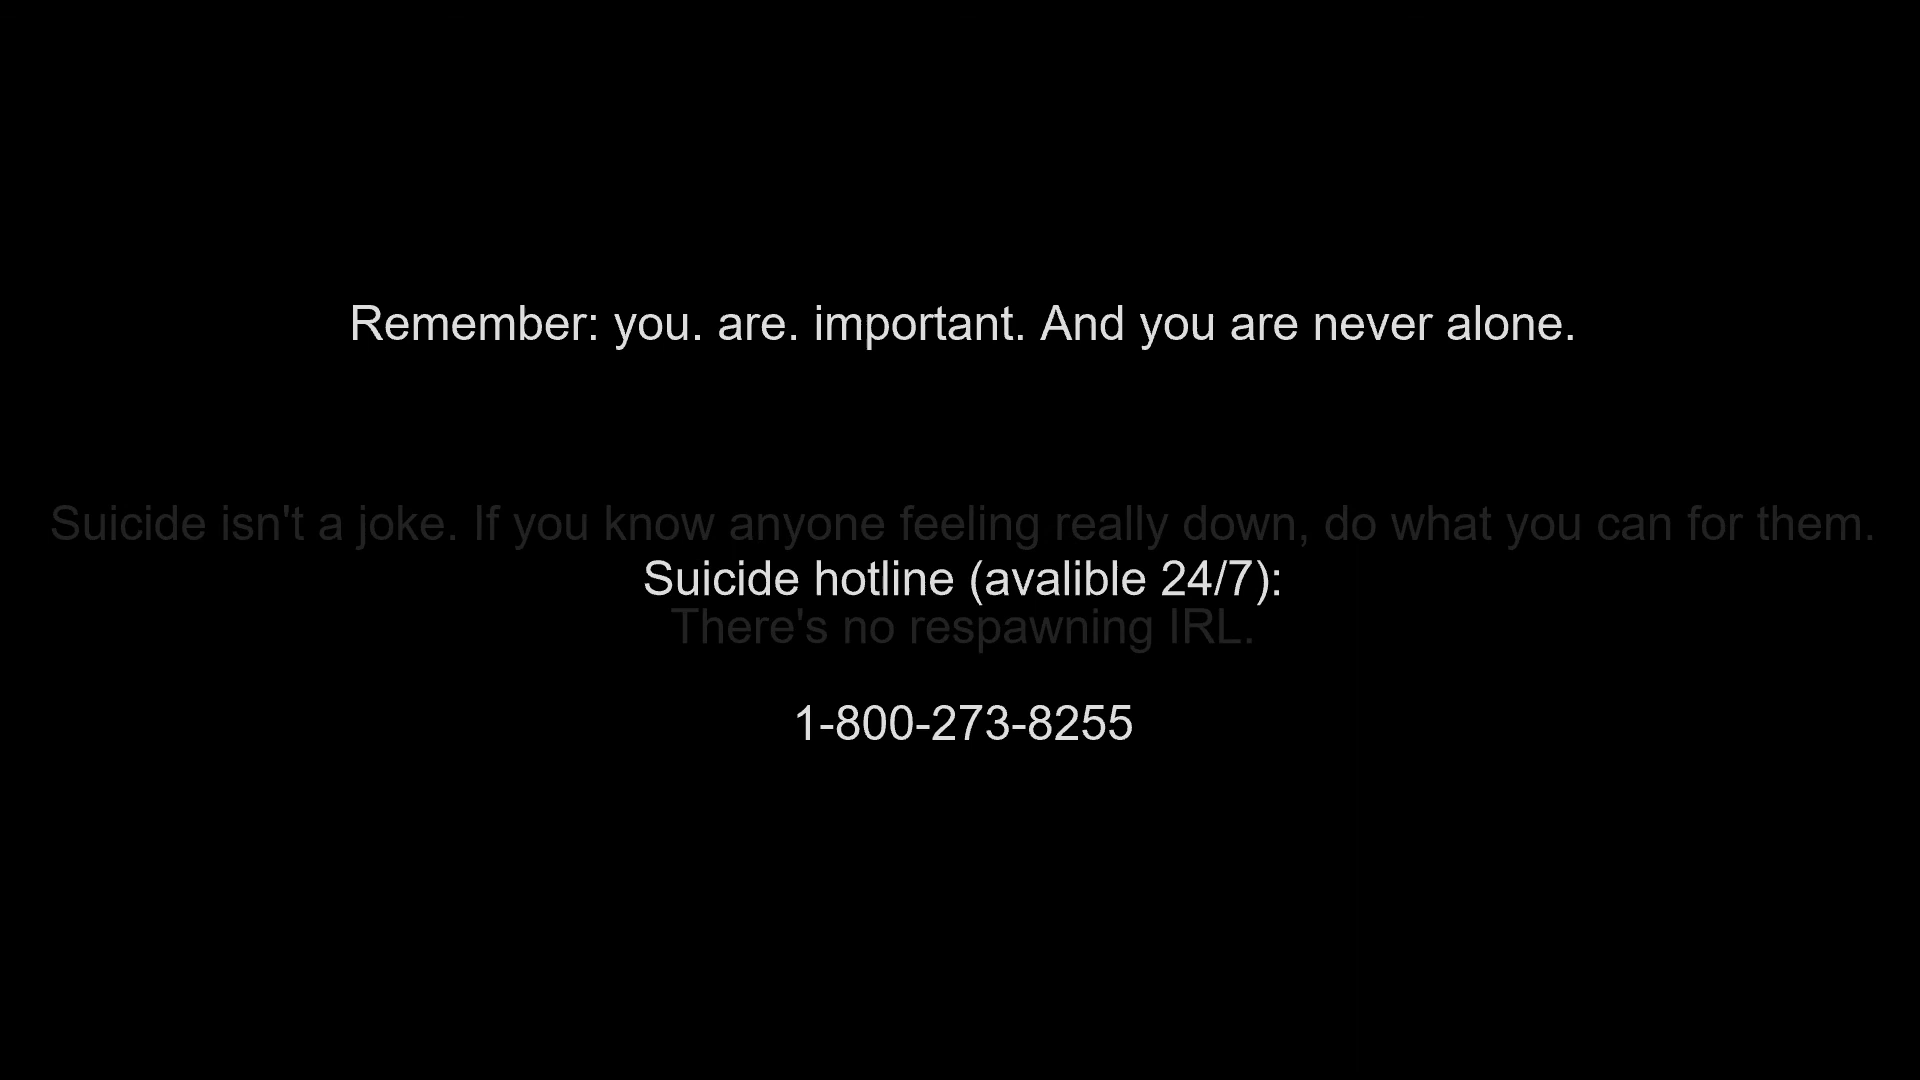 Remember: you. are. important. And you are never alone.
Suicide isn't a joke. If you know anyone feeling really down, do what you can for them.
Suicide hotline (avalible 24/7):
There's no respawning IRL.
1-800-273-8255